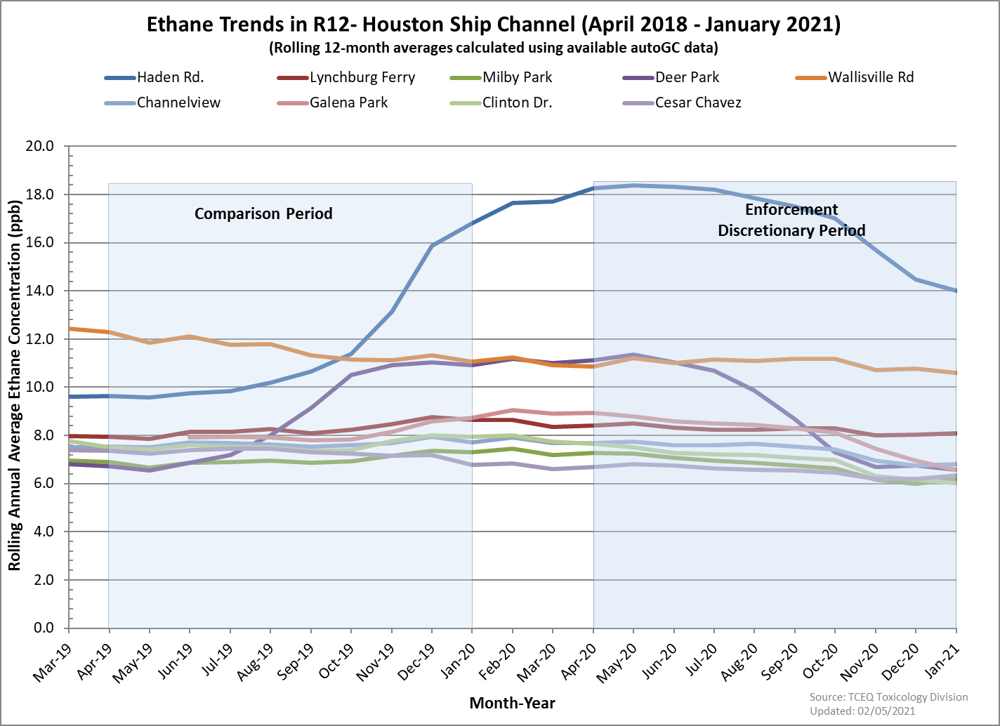 Ethane Trends in R12- Houston Ship Channel (April 2018 - January 2021)
(Rolling 12-month averages calculated using available autoGC data)
Haden Rd. Lynchburg Ferry Milby Park Deer Park Wallisville Rd
Channelview Galena Park Clinton Dr. Cesar Chavez
Rolling Annual Average Ethane Concentration (ppb)
20.0
18.0
16.0
14.0
12.0
10.0
8.0
6.0
4.0
2.0
0.0
Comparison Period
Enforcement
Discretionary Period
Mar-19 Apr-19 May-19 Jun-19 Jul-19 Aug-19 Sep-19 Oct-19 Nov-19 Dec-19 Jan-20 Feb-20 Mar-20 Apr-20 May-20 Jun-20 Jul-20 Aug-20 Sep-20 Oct-20 Nov-20 Dec-20 Jan-21
Month-Year
Source: TCEQ Toxicology Division
Updated: 02/05/2021